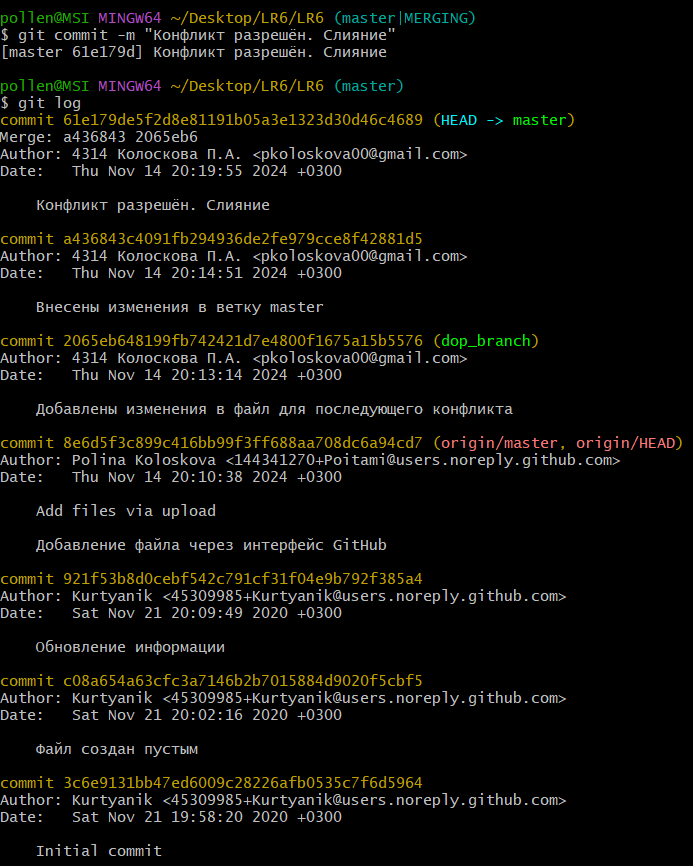 pollen@MSI MINGW64 ~/Desktop/LR6/LR6 (master|MERGING)
$ git commit -m "Конфликт разрешён. Слияние"
[master 61e179d] Конфликт разрешён. Слияние
pollen@MSI MINGW64 ~/Desktop/LR6/LR6 (master)
$ git log
commit 61e179de5f2d8e81191b05a3e1323d30d46c4689 (HEAD -> master)
Merge: a436843 2065eb6
Author: 4314 Колоскова П.А. <pkoloskova00@gmail.com>
Date:   Thu Nov 14 20:19:55 2024 +0300
Конфликт разрешён. Слияние
commit a436843c4091fb294936de2fe979cce8f42881d5
Author: 4314 Колоскова П.А. <pkoloskova00@gmail.com>
Date:   Thu Nov 14 20:14:51 2024 +0300
Внесены изменения в ветку master
commit 2065eb648199fb742421d7e4800f1675a15b5576 (dop_branch)
Author: 4314 Колоскова П.А. <pkoloskova00@gmail.com>
Date:   Thu Nov 14 20:13:14 2024 +0300
Добавлены изменения в файл для последующего конфликта
commit 8e6d5f3c899c416bb99f3ff688aa708dc6a94cd7 (origin/master, origin/HEAD)
Author: Polina Koloskova <144341270+Poitami@users.noreply.github.com>
Date:   Thu Nov 14 20:10:38 2024 +0300
Add files via upload
Добавление файла через интерфейс GitHub
commit 921f53b8d0cebf542c791cf31f04e9b792f385a4
Author: Kurtyanik <45309985+Kurtyanik@users.noreply.github.com>
Date:   Sat Nov 21 20:09:49 2020 +0300
Обновление информации
commit c08a654a63cfc3a7146b2b7015884d9020f5cbf5
Author: Kurtyanik <45309985+Kurtyanik@users.noreply.github.com>
Date:   Sat Nov 21 20:02:16 2020 +0300
Файл создан пустым
commit 3c6e9131bb47ed6009c28226afb0535c7f6d5964
Author: Kurtyanik <45309985+Kurtyanik@users.noreply.github.com>
Date:   Sat Nov 21 19:58:20 2020 +0300
Initial commit